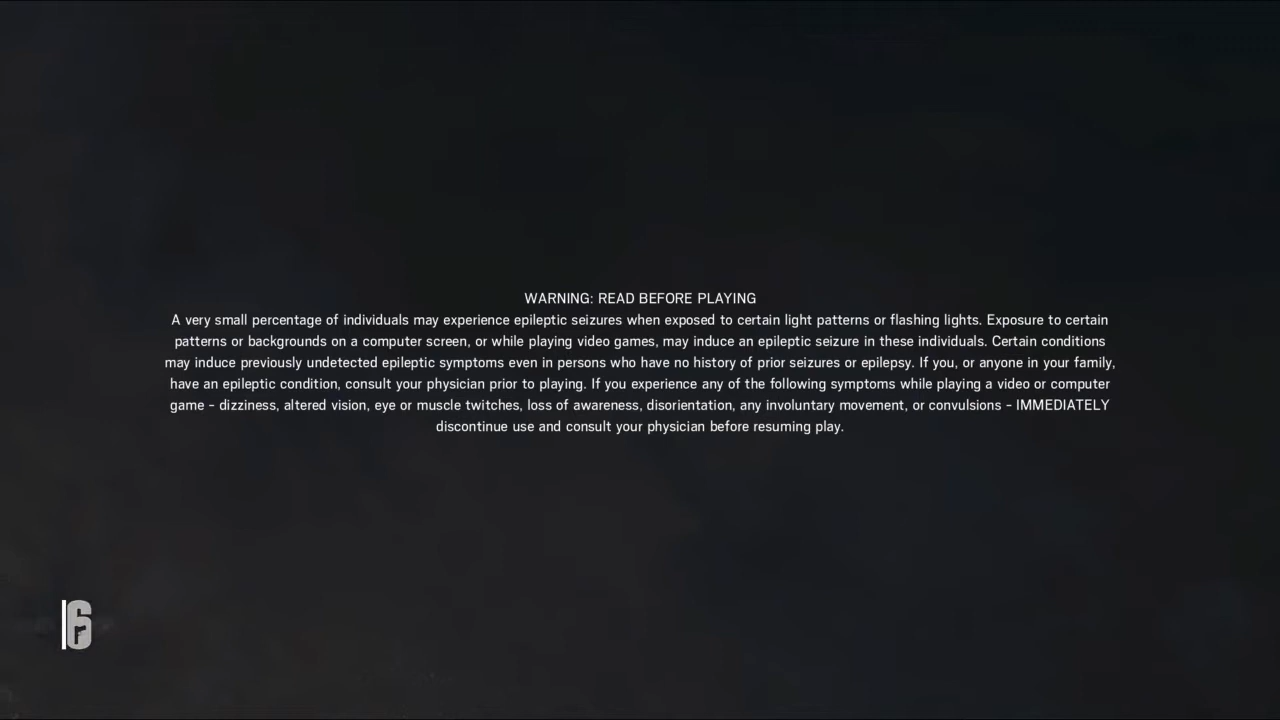 WARNING: READ BEFORE PLAYING
A very small percentage of individuals may experience epileptic seizures when exposed to certain light patterns or flashing lights. Exposure to certain
patterns or backgrounds on a computer screen, or while playing video games, may induce an epileptic seizure in these individuals. Certain conditions
may induce previously undetected epileptic symptoms even in persons who have no history of prior seizures or epilepsy. If you, or anyone in your family,
have an epileptic condition, consult your physician prior to playing. If you experience any of the following symptoms while playing a video or computer
game - dizziness, altered vision, eye or muscle twitches, loss of awareness, disorientation, any involuntary movement, or convulsions - IMMEDIATELY
discontinue use and consult your physician before resuming play.
6